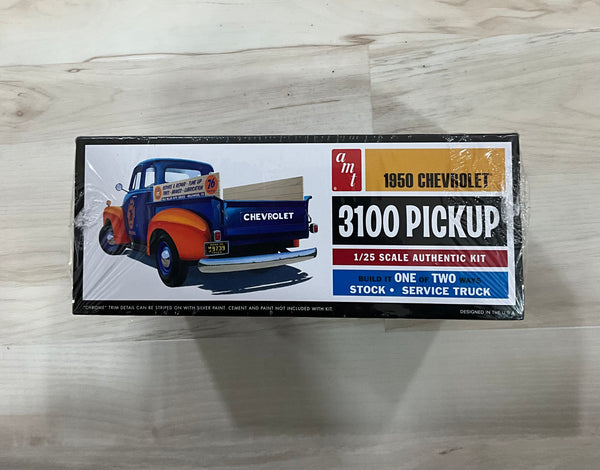 amt
1950 CHEVROLET
3100 PICKUP
1/25 SCALE AUTHENTIC KIT
BUILD IT ONE OF TWO WAYS
STOCK • SERVICE TRUCK
76
CHEVROLET
"CHROME" TRIM DETAIL CAN BE STRIPED ON WITH SILVER PAINT. CEMENT AND PAINT NOT INCLUDED WITH KIT.
DESIGNED IN THE U.S.A.